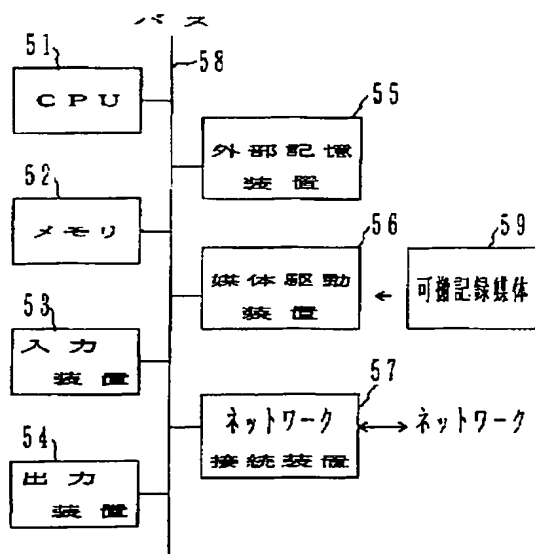 バス
51
58
CPU
55
外部記憶
装置
52
メモリ
56
59
媒体駆動
装置
可搬記録媒体
53
入力
装置
57
ネットワーク
接続装置
ネットワーク
54
出力
装置